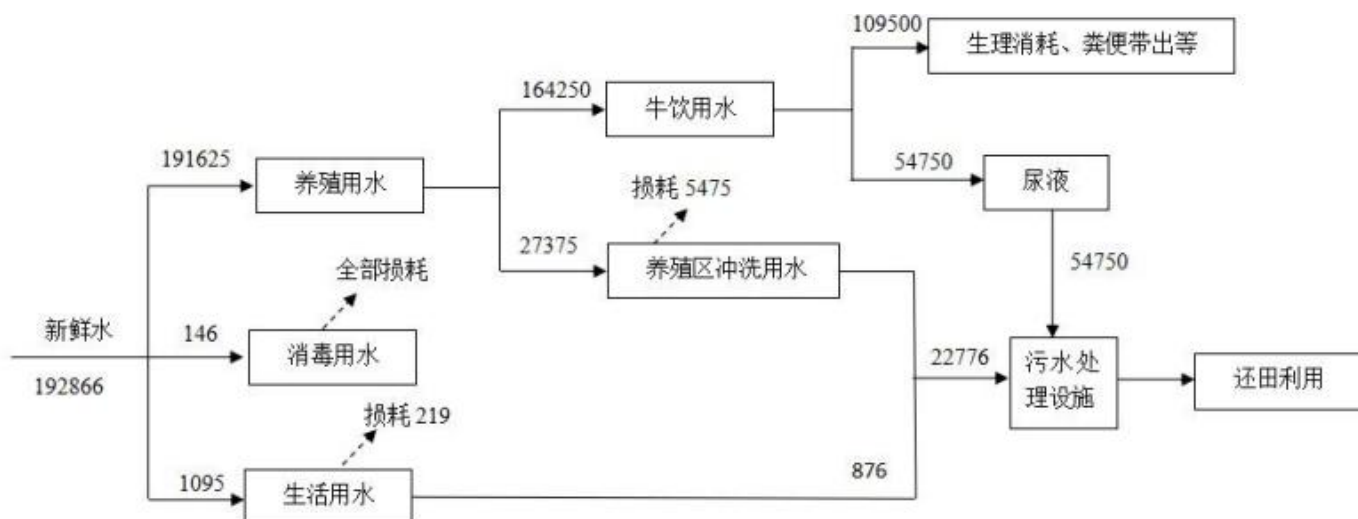 109500
生理消耗、粪便带出等
164250
牛饮用水
191625
养殖用水
54750
尿液
损耗 5475
27375
养殖区冲洗用水
54750
全部损耗
新鲜水
146
消毒用水
22776
污水处
理设施
还田利用
192866
损耗 219
876
1095
生活用水